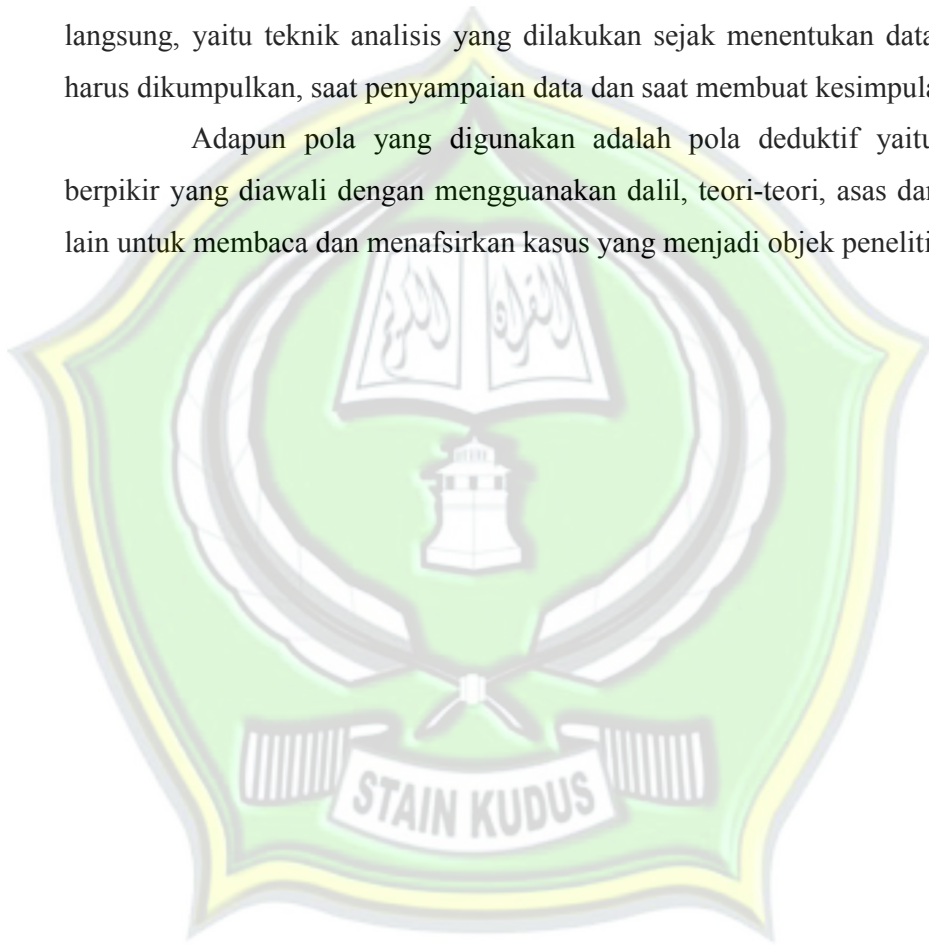 langsung, yaitu teknik analisis yang dilakukan sejak menentukan data
harus dikumpulkan, saat penyampaian data dan saat membuat kesimpula
Adapun pola yang digunakan adalah pola deduktif yaitu
berpikir yang diawali dengan mengguanakan dalil, teori-teori, asas dan
lain untuk membaca dan menafsirkan kasus yang menjadi objek peneliti
القرآن الكريم
STAIN KUDUS